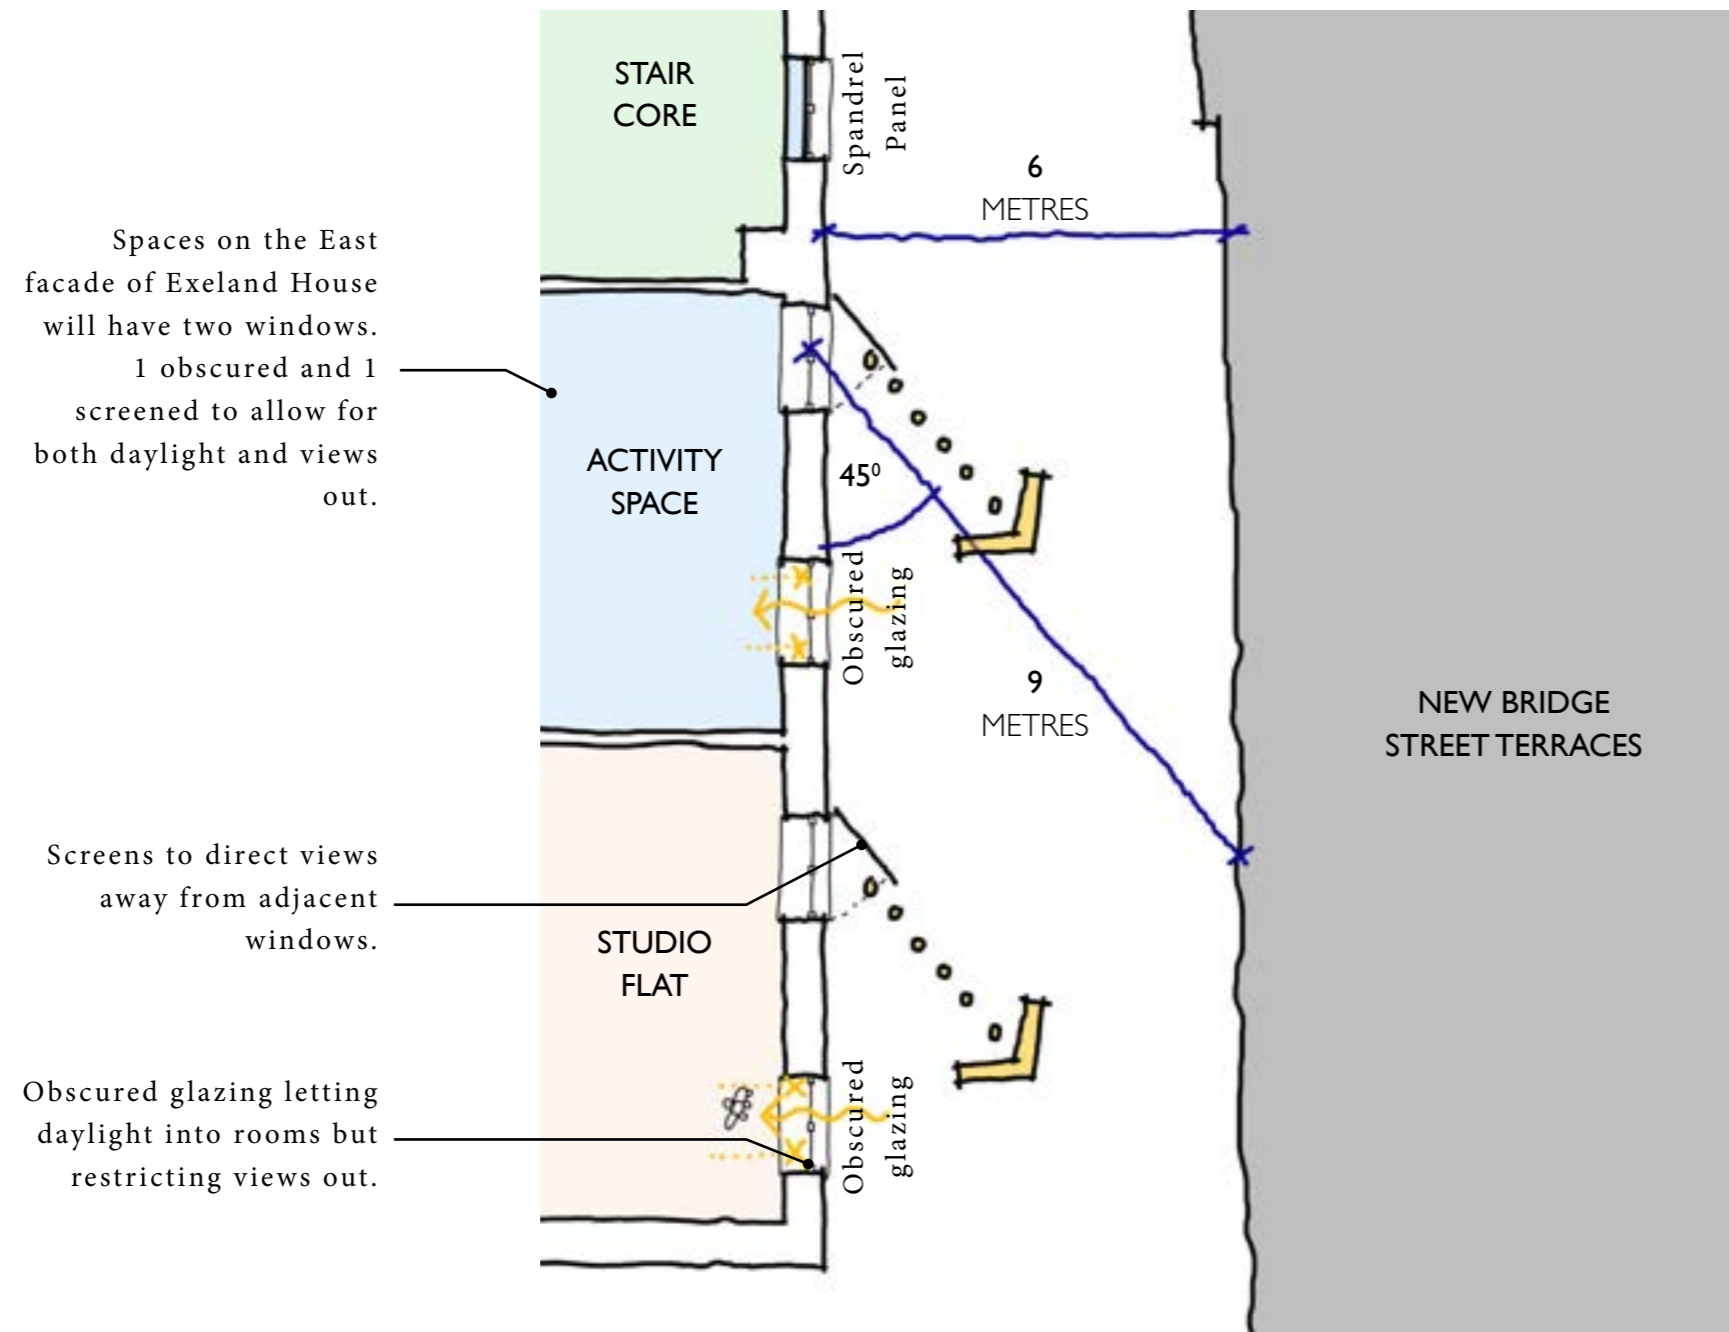 STAIR
CORE
Spandrel
Panel
6
METRES
Spaces on the East
facade of Exeland House
will have two windows.
1 obscured and 1
screened to allow for
both daylight and views
out.
ACTIVITY
SPACE
45⁰
Obscured
glazing
9
METRES
NEW BRIDGE
STREET TERRACES
Screens to direct views
away from adjacent
windows.
STUDIO
FLAT
Obscured
glazing
Obscured glazing letting
daylight into rooms but
restricting views out.